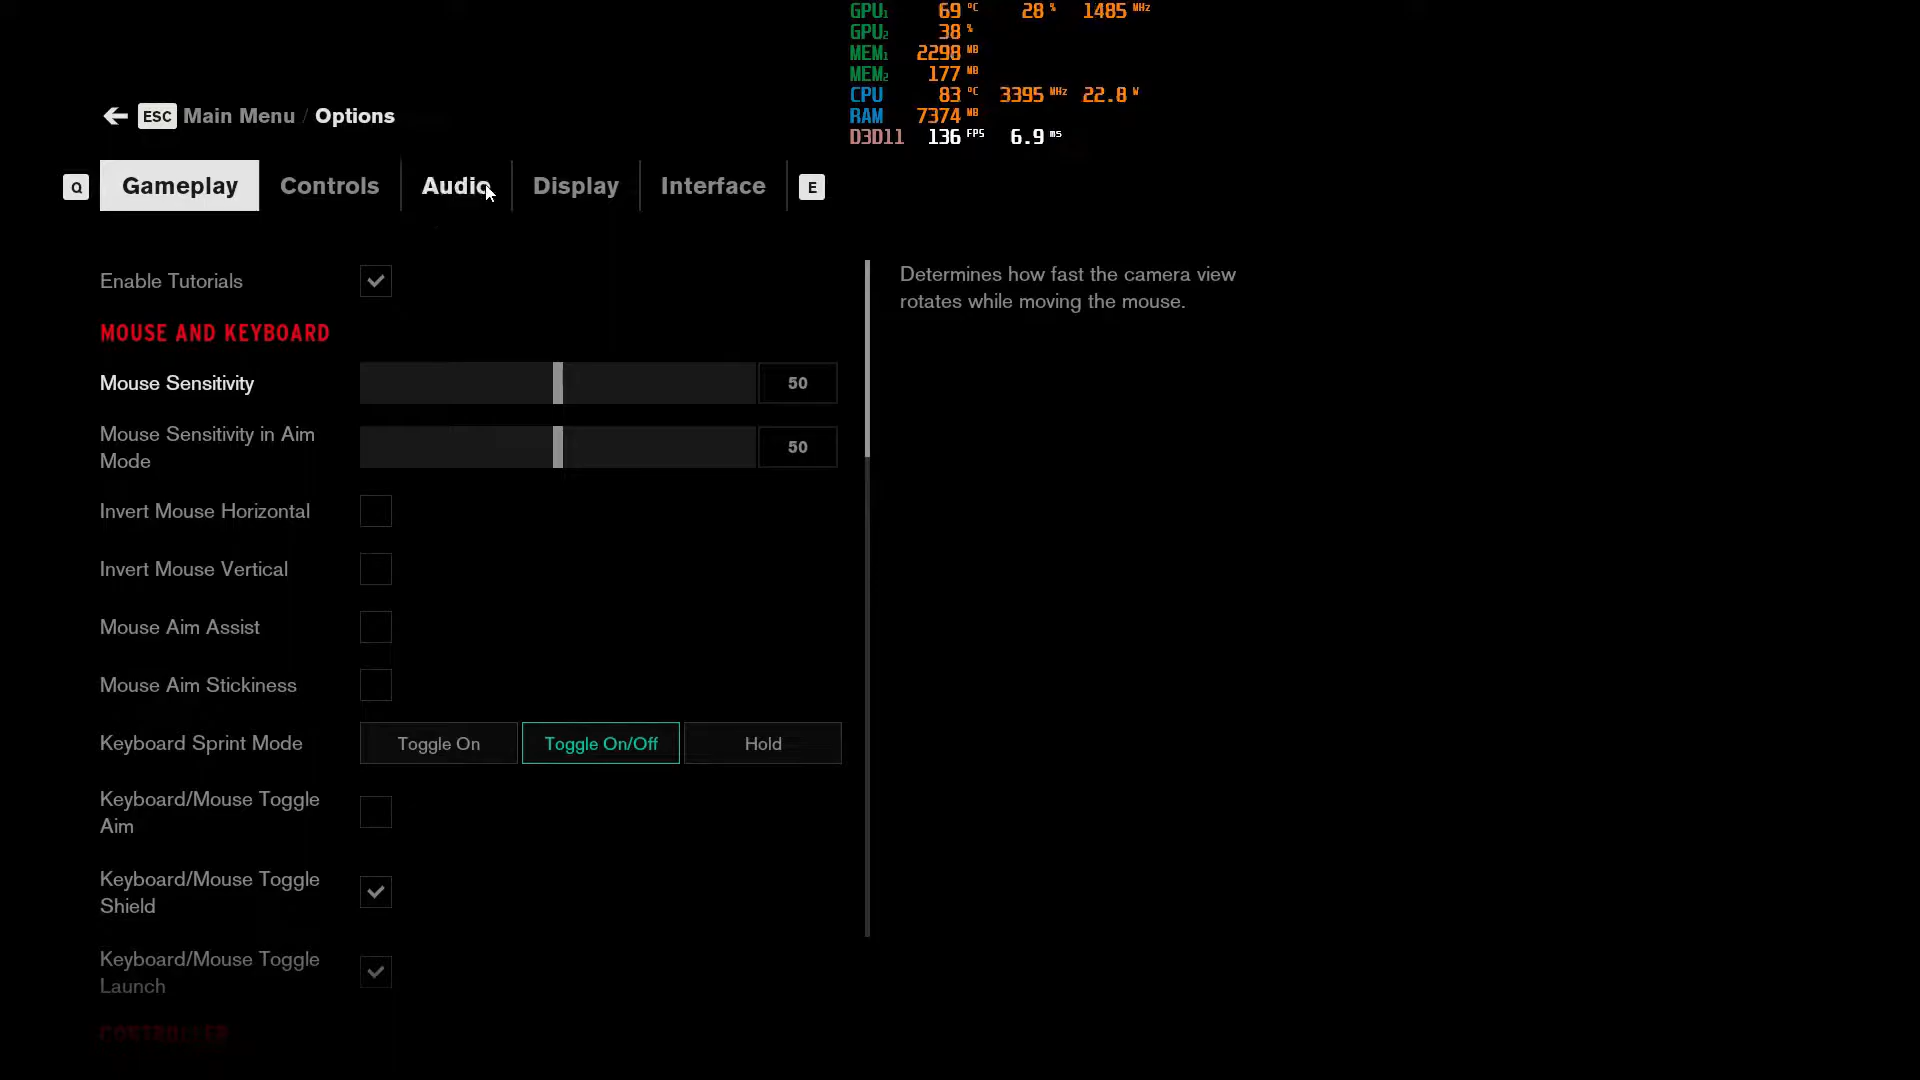 GPU1 69 °C 28 % 1485 MHz
GPU2 38 %
MEM1 2298 MB
MEM2 177 MB
CPU 83 °C 3395 MHz 22.8 W
RAM 7374 MB
D3D11 136 FPS 6.9 ms
ESC Main Menu / Options
Q Gameplay Controls Audio Display Interface E
Enable Tutorials
Determines how fast the camera view
rotates while moving the mouse.
MOUSE AND KEYBOARD
Mouse Sensitivity 50
Mouse Sensitivity in Aim
Mode 50
Invert Mouse Horizontal
Invert Mouse Vertical
Mouse Aim Assist
Mouse Aim Stickiness
Keyboard Sprint Mode Toggle On Toggle On/Off Hold
Keyboard/Mouse Toggle
Aim
Keyboard/Mouse Toggle
Shield
Keyboard/Mouse Toggle
Launch
CONTROLLER